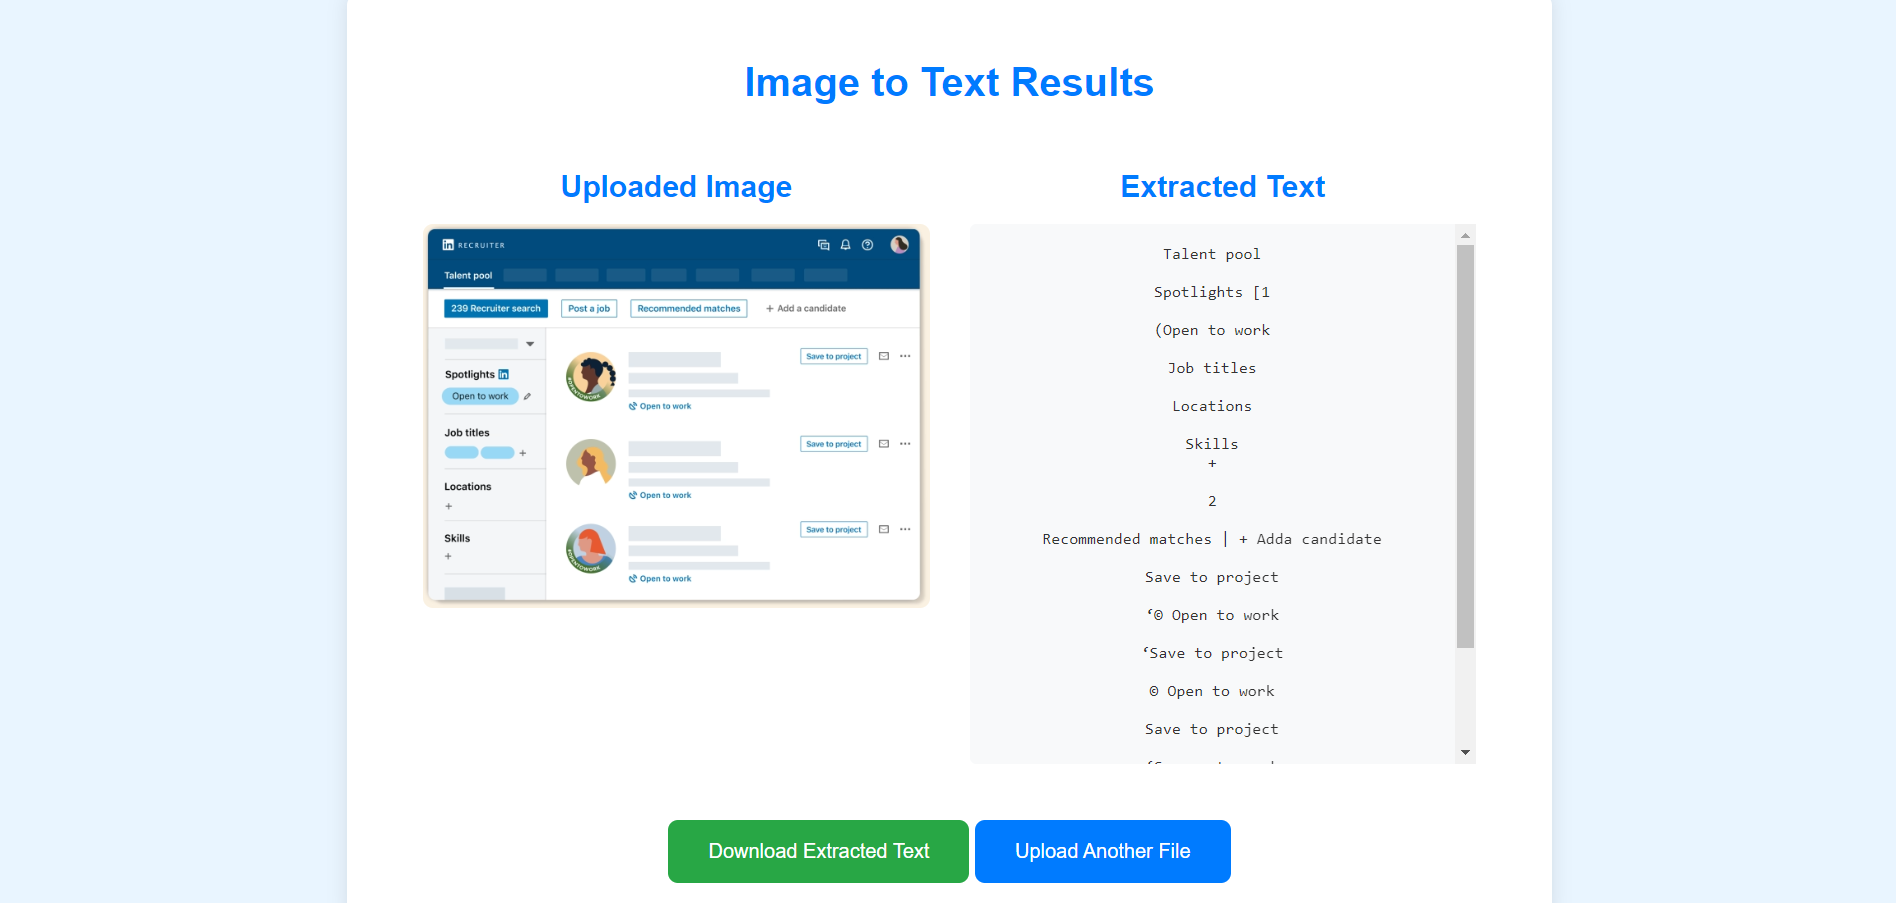 Image to Text Results
Uploaded Image
in RECRUITER
Talent pool
239 Recruiter search
Post a job
Recommended matches
+ Add a candidate
Spotlights in
Open to work
Job titles
+
Locations
+
Skills
+
Save to project
#OPENTOWORK
Open to work
Save to project
Open to work
Save to project
#OPENTOWORK
Open to work
Extracted Text
Talent pool
Spotlights [1
(Open to work
Job titles
Locations
Skills
+
2
Recommended matches | + Adda candidate
Save to project
‘© Open to work
‘Save to project
© Open to work
Save to project
Download Extracted Text
Upload Another File